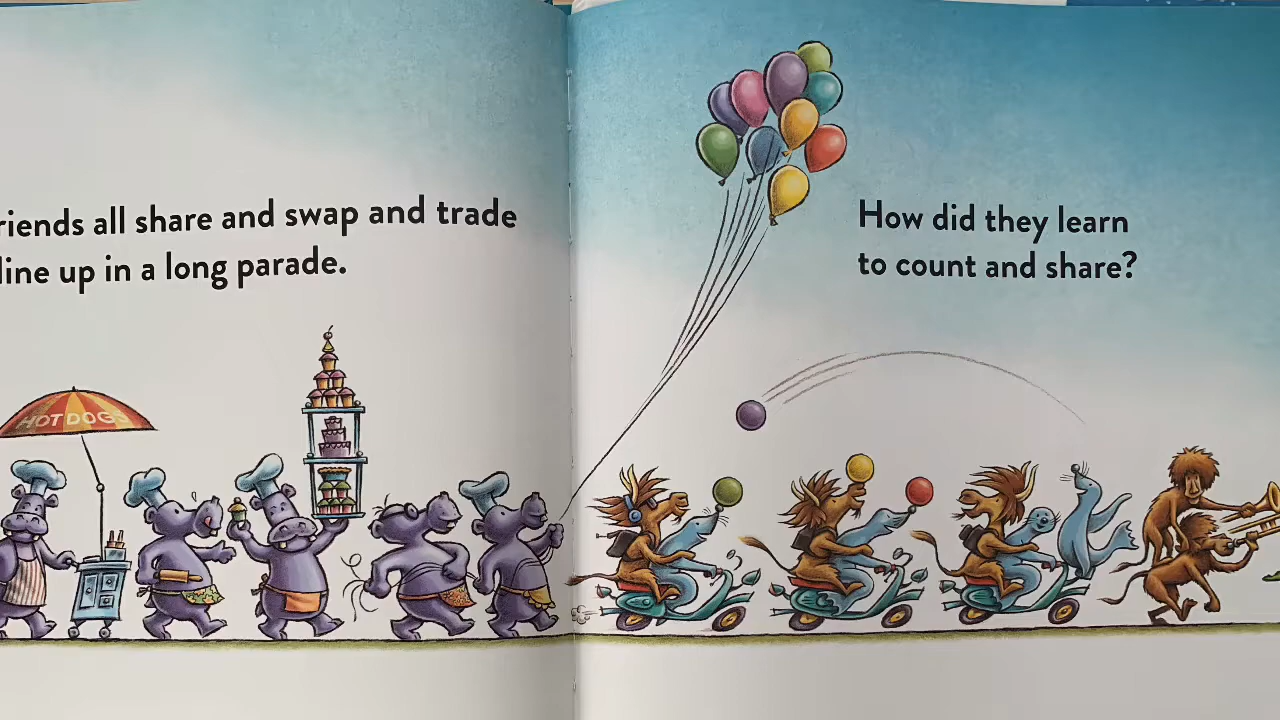 riends all share and swap and trade
line up in a long parade.
How did they learn
to count and share?
HOT DOGS